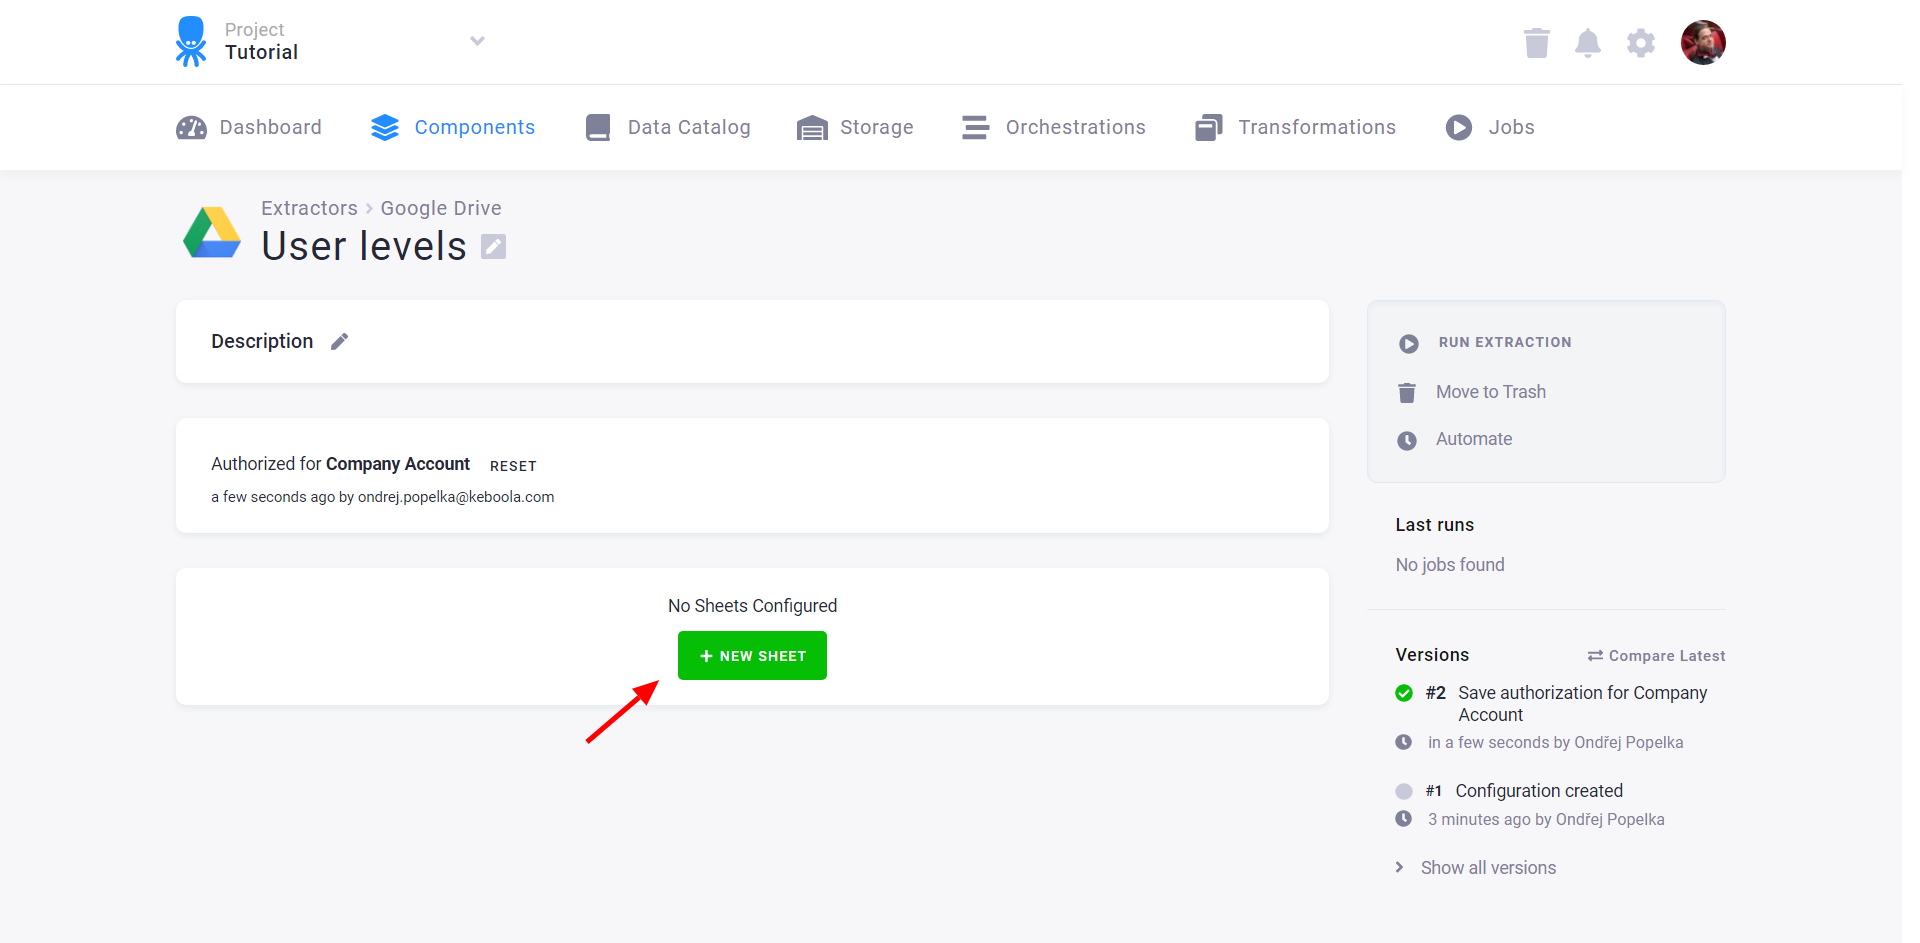 Project
Tutorial
Dashboard
Components
Data Catalog
Storage
Orchestrations
Transformations
Jobs
Extractors > Google Drive
User levels
Description
Authorized for Company Account RESET
a few seconds ago by ondrej.popelka@keboola.com
No Sheets Configured
+ NEW SHEET
RUN EXTRACTION
Move to Trash
Automate
Last runs
No jobs found
Versions
Compare Latest
#2 Save authorization for Company
Account
in a few seconds by Ondřej Popelka
#1 Configuration created
3 minutes ago by Ondřej Popelka
Show all versions